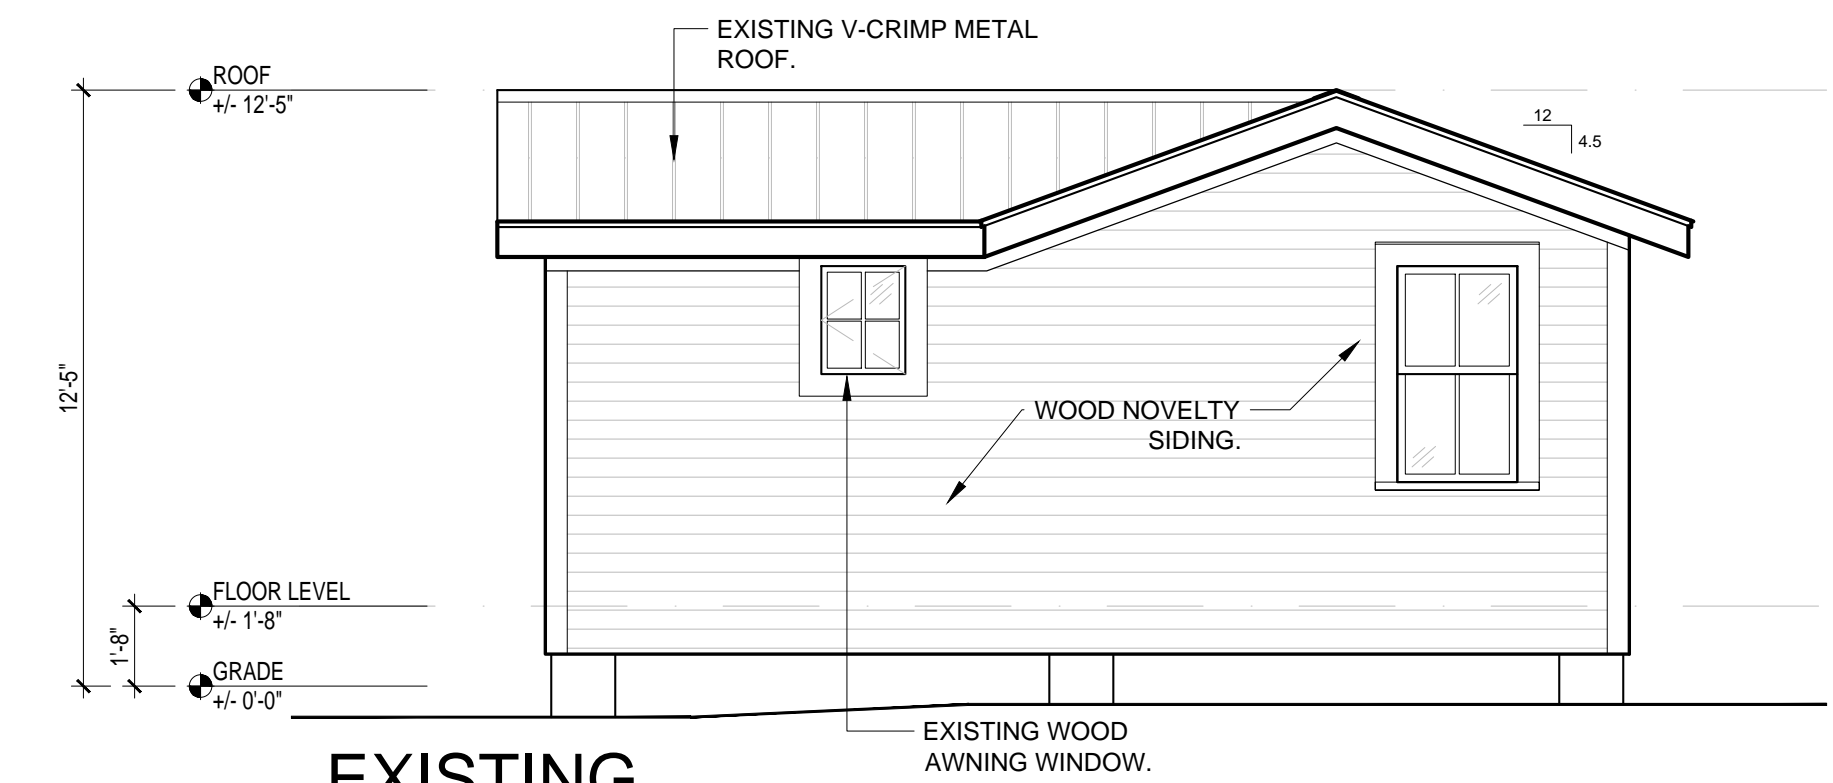 EXISTING V-CRIMP METAL
ROOF.
ROOF
+/- 12'-5"
12
4.5
12'-5"
WOOD NOVELTY
SIDING.
FLOOR LEVEL
+/- 1'-8"
1'-8"
GRADE
+/- 0'-0"
EXISTING WOOD
AWNING WINDOW.
EXISTING